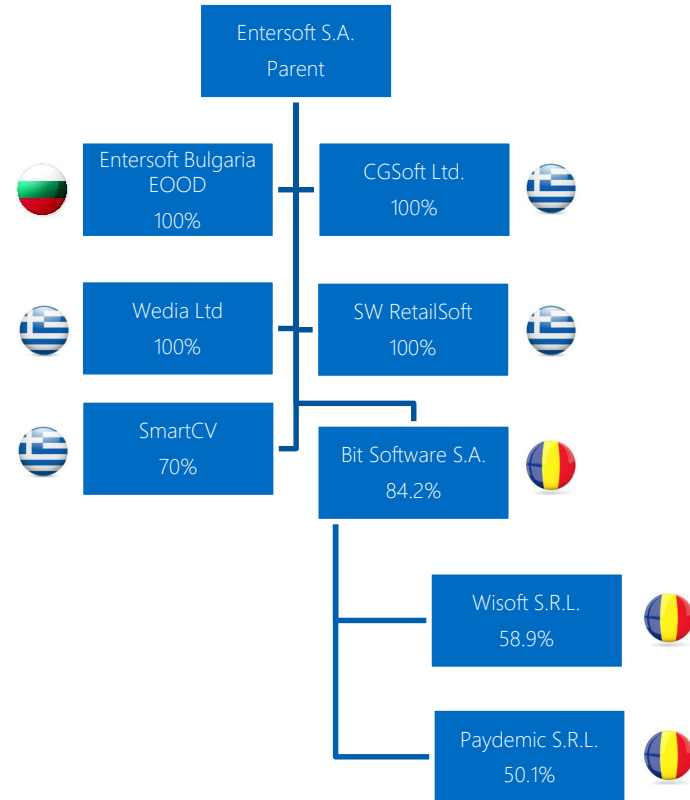 Entersoft S.A.
Parent
Entersoft Bulgaria
EOOD
100%
CGSoft Ltd.
100%
Wedia Ltd
100%
SW RetailSoft
100%
SmartCV
70%
Bit Software S.A.
84.2%
Wisoft S.R.L.
58.9%
Paydemic S.R.L.
50.1%